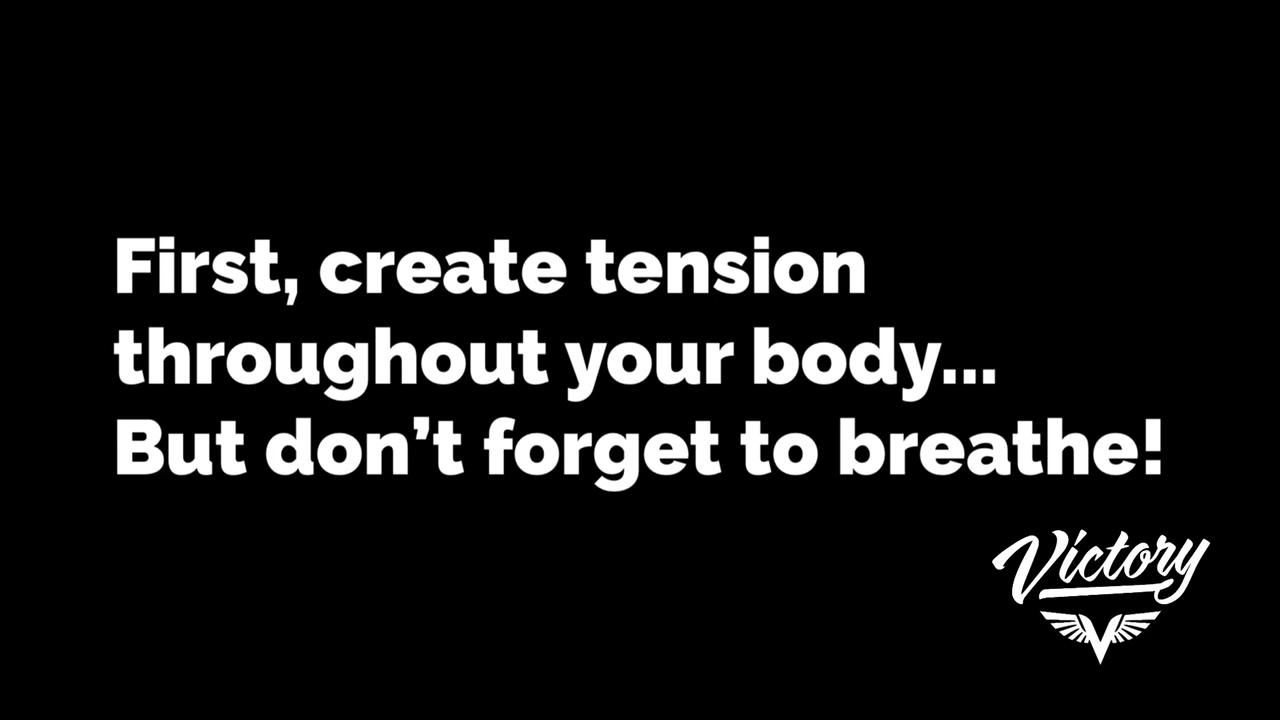 First, create tension
throughout your body...
But don’t forget to breathe!
Victory